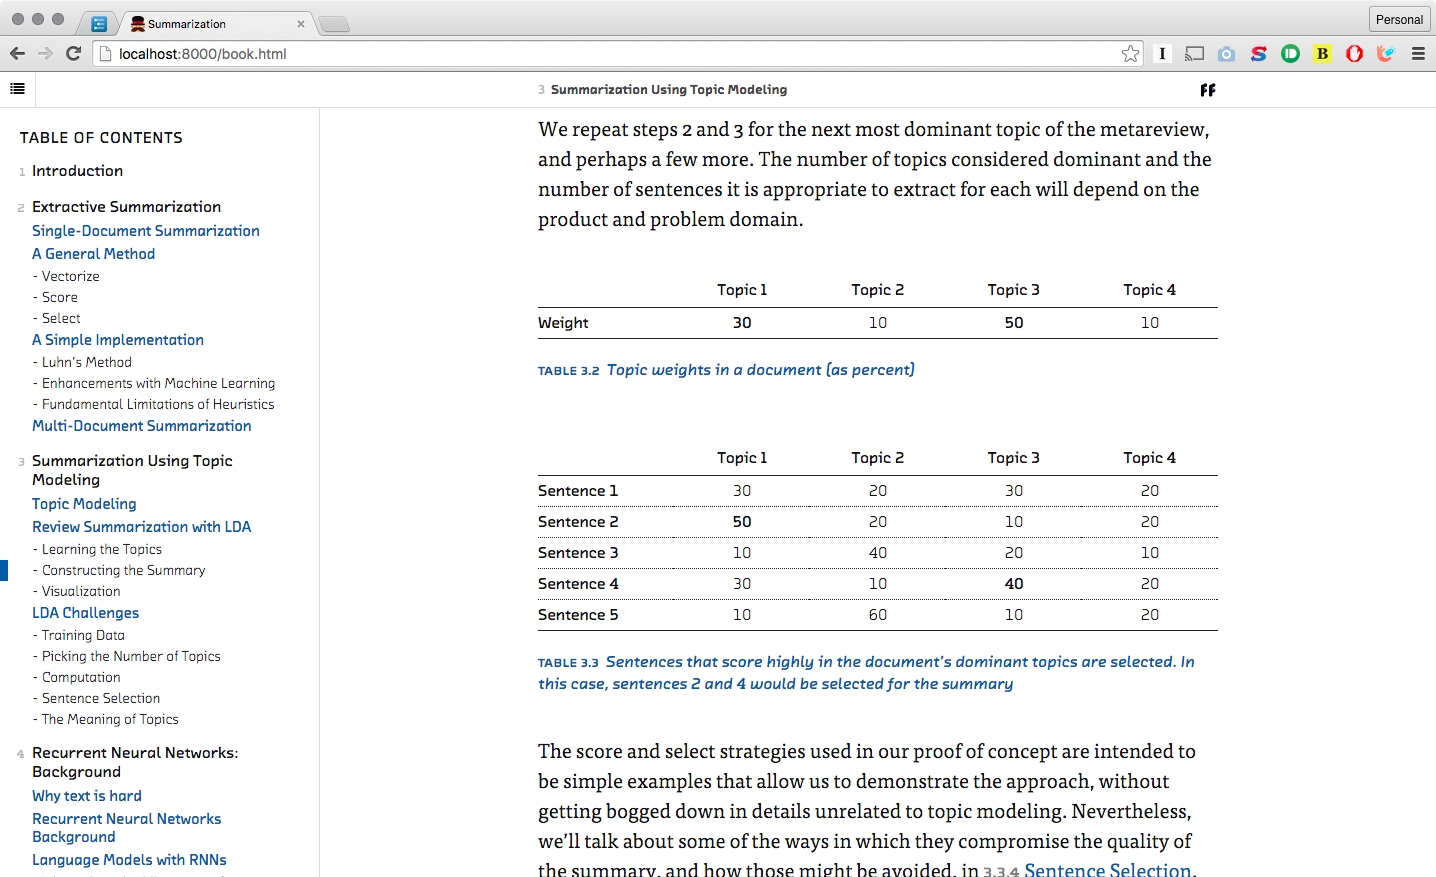 Summarization
Personal
localhost:8000/book.html
3 Summarization Using Topic Modeling
FF
TABLE OF CONTENTS
1 Introduction
2 Extractive Summarization
Single-Document Summarization
A General Method
- Vectorize
- Score
- Select
A Simple Implementation
- Luhn's Method
- Enhancements with Machine Learning
- Fundamental Limitations of Heuristics
Multi-Document Summarization
3 Summarization Using Topic
Modeling
Topic Modeling
Review Summarization with LDA
- Learning the Topics
- Constructing the Summary
- Visualization
LDA Challenges
- Training Data
- Picking the Number of Topics
- Computation
- Sentence Selection
- The Meaning of Topics
4 Recurrent Neural Networks:
Background
Why text is hard
Recurrent Neural Networks
Background
Language Models with RNNs
We repeat steps 2 and 3 for the next most dominant topic of the metareview,
and perhaps a few more. The number of topics considered dominant and the
number of sentences it is appropriate to extract for each will depend on the
product and problem domain.
Topic 1 Topic 2 Topic 3 Topic 4
Weight 30 10 50 10
TABLE 3.2 Topic weights in a document (as percent)
Topic 1 Topic 2 Topic 3 Topic 4
Sentence 1 30 20 30 20
Sentence 2 50 20 10 20
Sentence 3 10 40 20 10
Sentence 4 30 10 40 20
Sentence 5 10 60 10 20
TABLE 3.3 Sentences that score highly in the document's dominant topics are selected. In
this case, sentences 2 and 4 would be selected for the summary
The score and select strategies used in our proof of concept are intended to
be simple examples that allow us to demonstrate the approach, without
getting bogged down in details unrelated to topic modeling. Nevertheless,
we'll talk about some of the ways in which they compromise the quality of
the summary, and how those might be avoided, in 3.3.4 Sentence Selection.